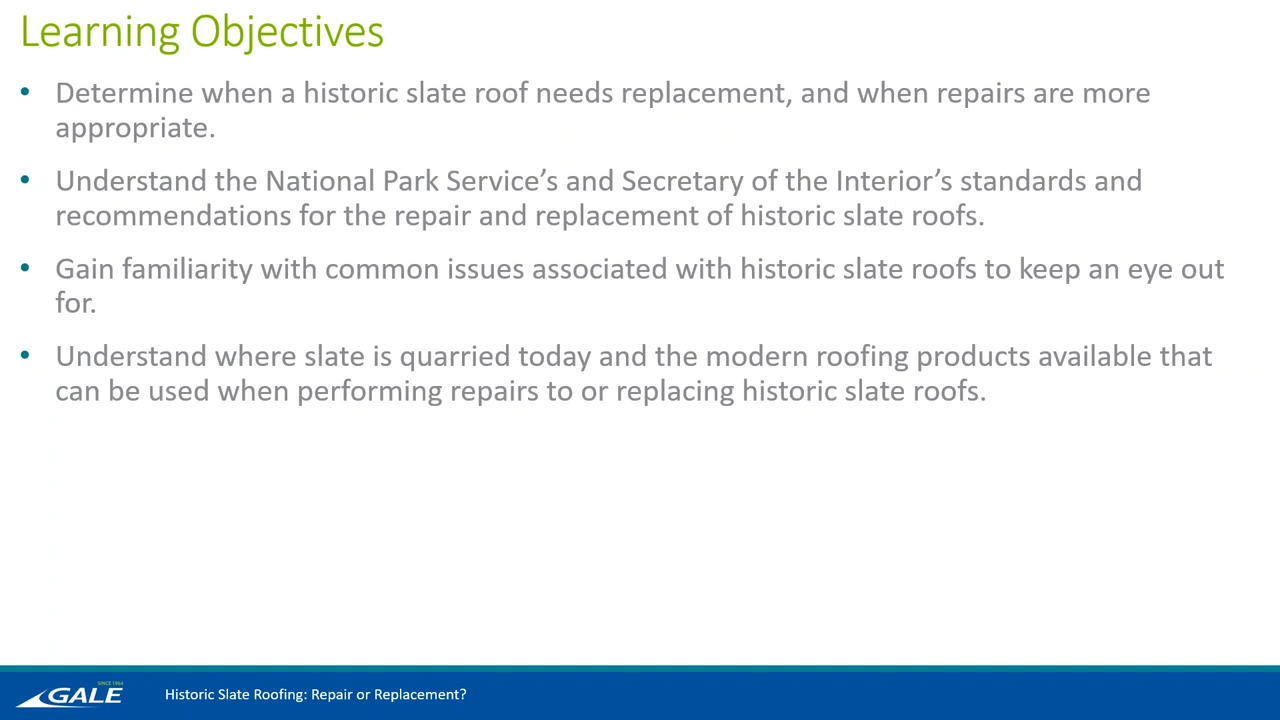 Learning Objectives
• Determine when a historic slate roof needs replacement, and when repairs are more
appropriate.
• Understand the National Park Service’s and Secretary of the Interior’s standards and
recommendations for the repair and replacement of historic slate roofs.
• Gain familiarity with common issues associated with historic slate roofs to keep an eye out
for.
• Understand where slate is quarried today and the modern roofing products available that
can be used when performing repairs to or replacing historic slate roofs.
SINCE 1964
GALE
Historic Slate Roofing: Repair or Replacement?